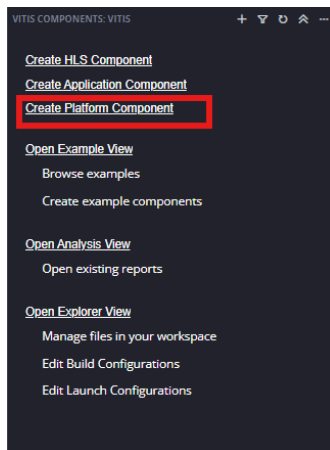 VITIS COMPONENTS: VITIS
Create HLS Component
Create Application Component
Create Platform Component
Open Example View
Browse examples
Create example components
Open Analysis View
Open existing reports
Open Explorer View
Manage files in your workspace
Edit Build Configurations
Edit Launch Configurations